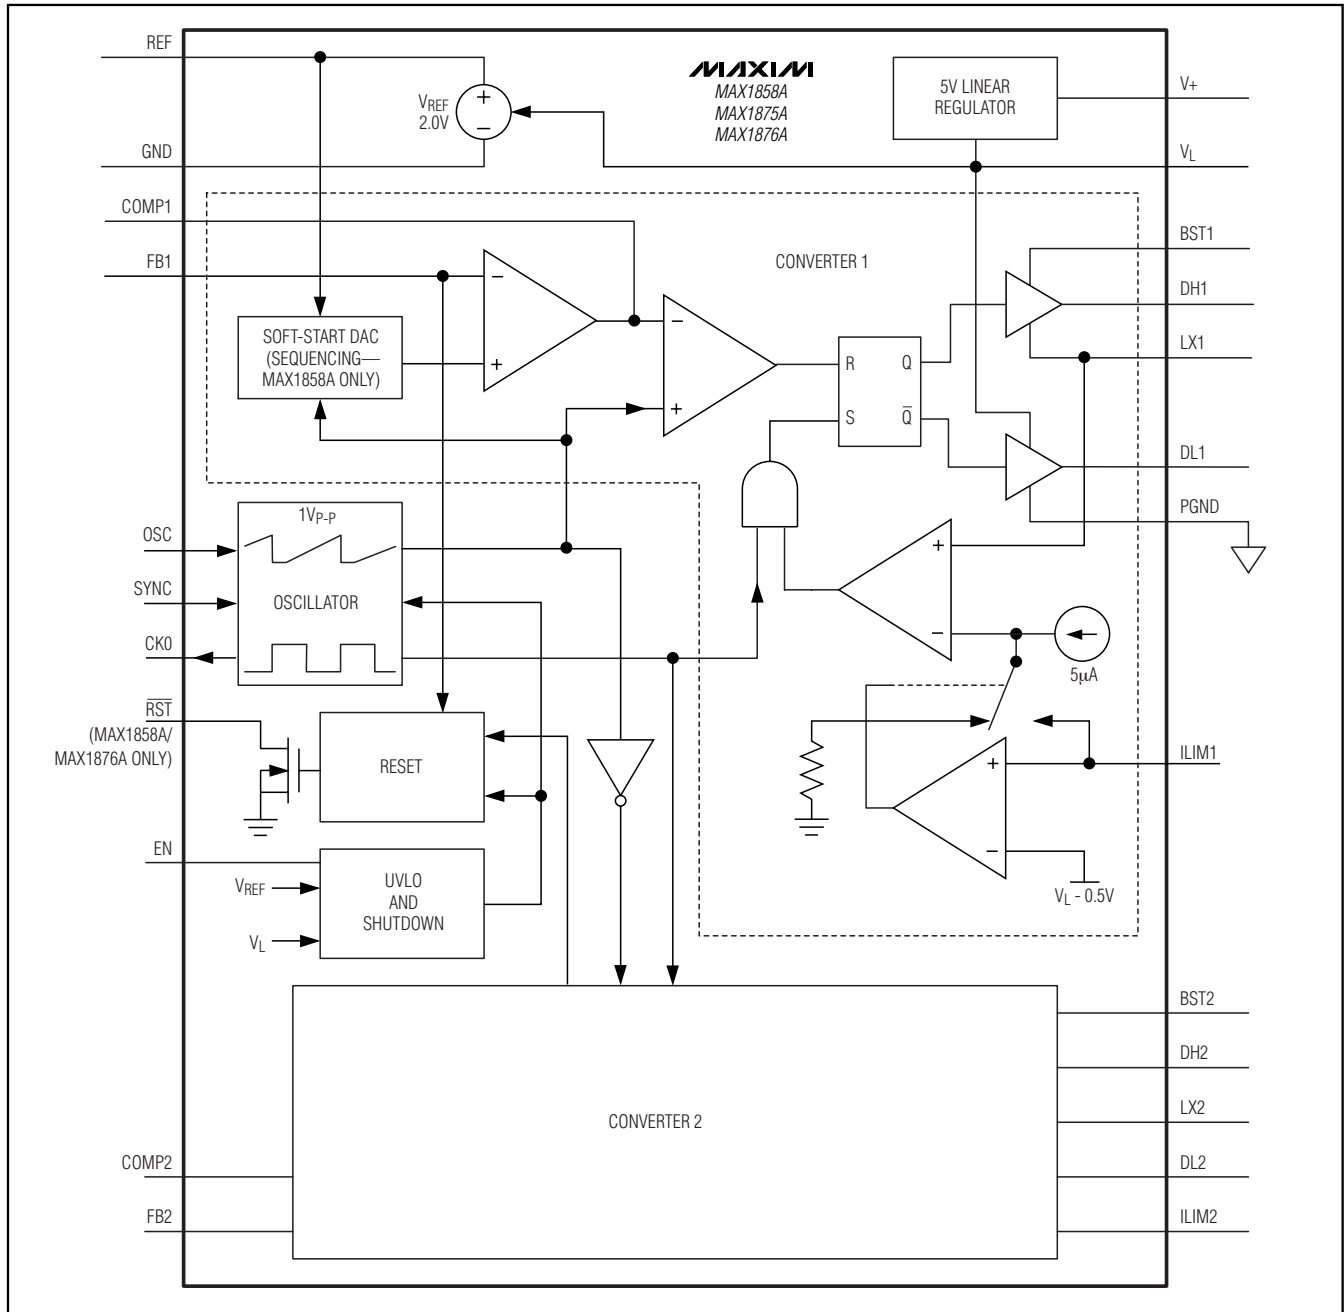 REF
VREF
2.0V
GND
COMP1
FB1
MAXIM
MAX1858A
MAX1875A
MAX1876A
5V LINEAR
REGULATOR
V+
VL
CONVERTER 1
BST1
DH1
LX1
DL1
PGND
SOFT-START DAC
(SEQUENCING—
MAX1858A ONLY)
−
+
−
+
R
Q
S
Q̅
+
−
OSC
SYNC
CK0
1VP-P
OSCILLATOR
+
−
5μA
R̅S̅T̅
(MAX1858A/
MAX1876A ONLY)
RESET
+
−
ILIM1
VL - 0.5V
EN
VREF
VL
UVLO
AND
SHUTDOWN
CONVERTER 2
COMP2
FB2
BST2
DH2
LX2
DL2
ILIM2